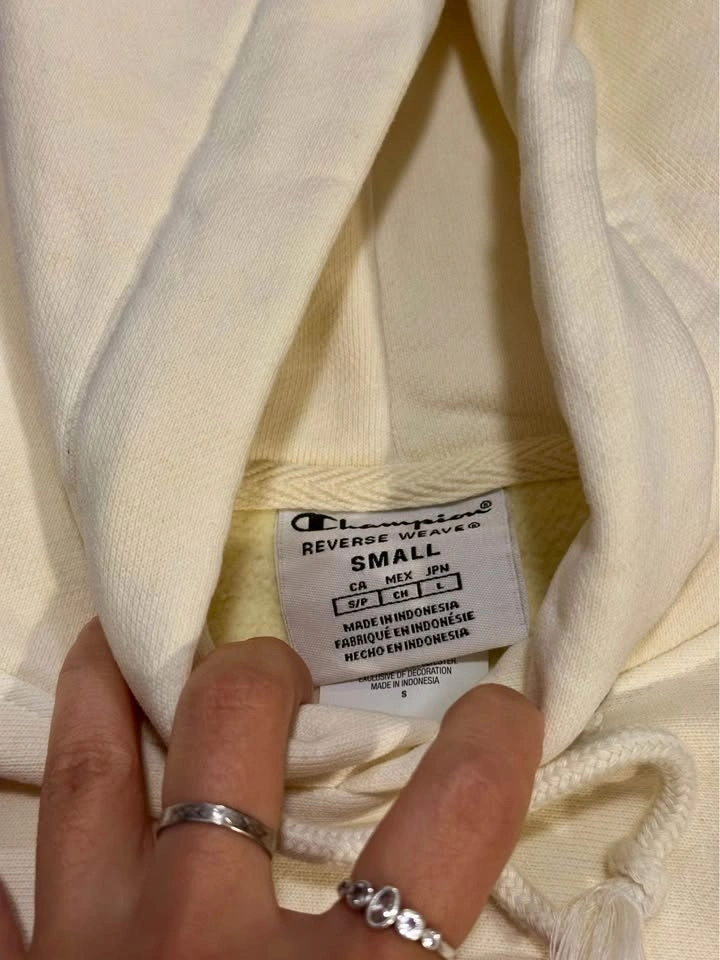 Champion®
REVERSE WEAVE®
SMALL
CA MEX JPN
S/P CH L
MADE IN INDONESIA
FABRIQUÉ EN INDONÉSIE
HECHO EN INDONESIA
EXCLUSIVE OF DECORATION
MADE IN INDONESIA
S